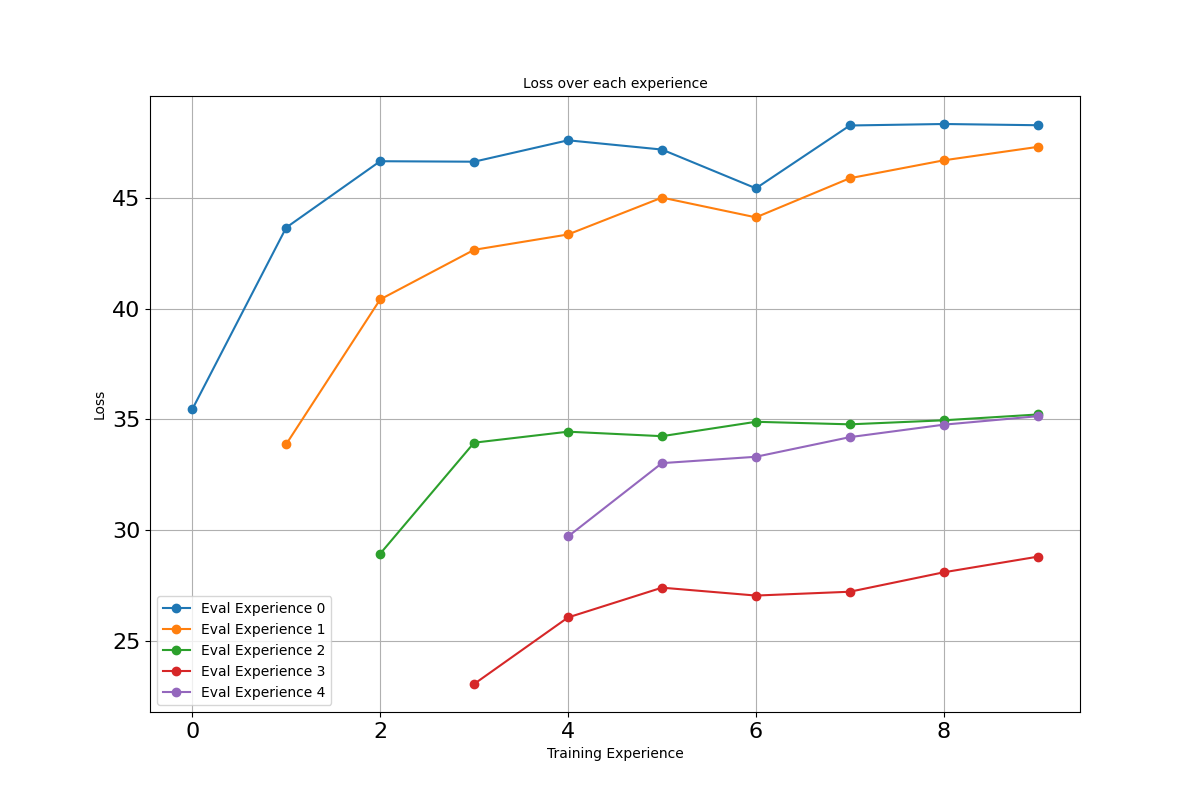 Loss over each experience
45
40
35
30
25
Loss
Eval Experience 0
Eval Experience 1
Eval Experience 2
Eval Experience 3
Eval Experience 4
0 2 4 6 8
Training Experience